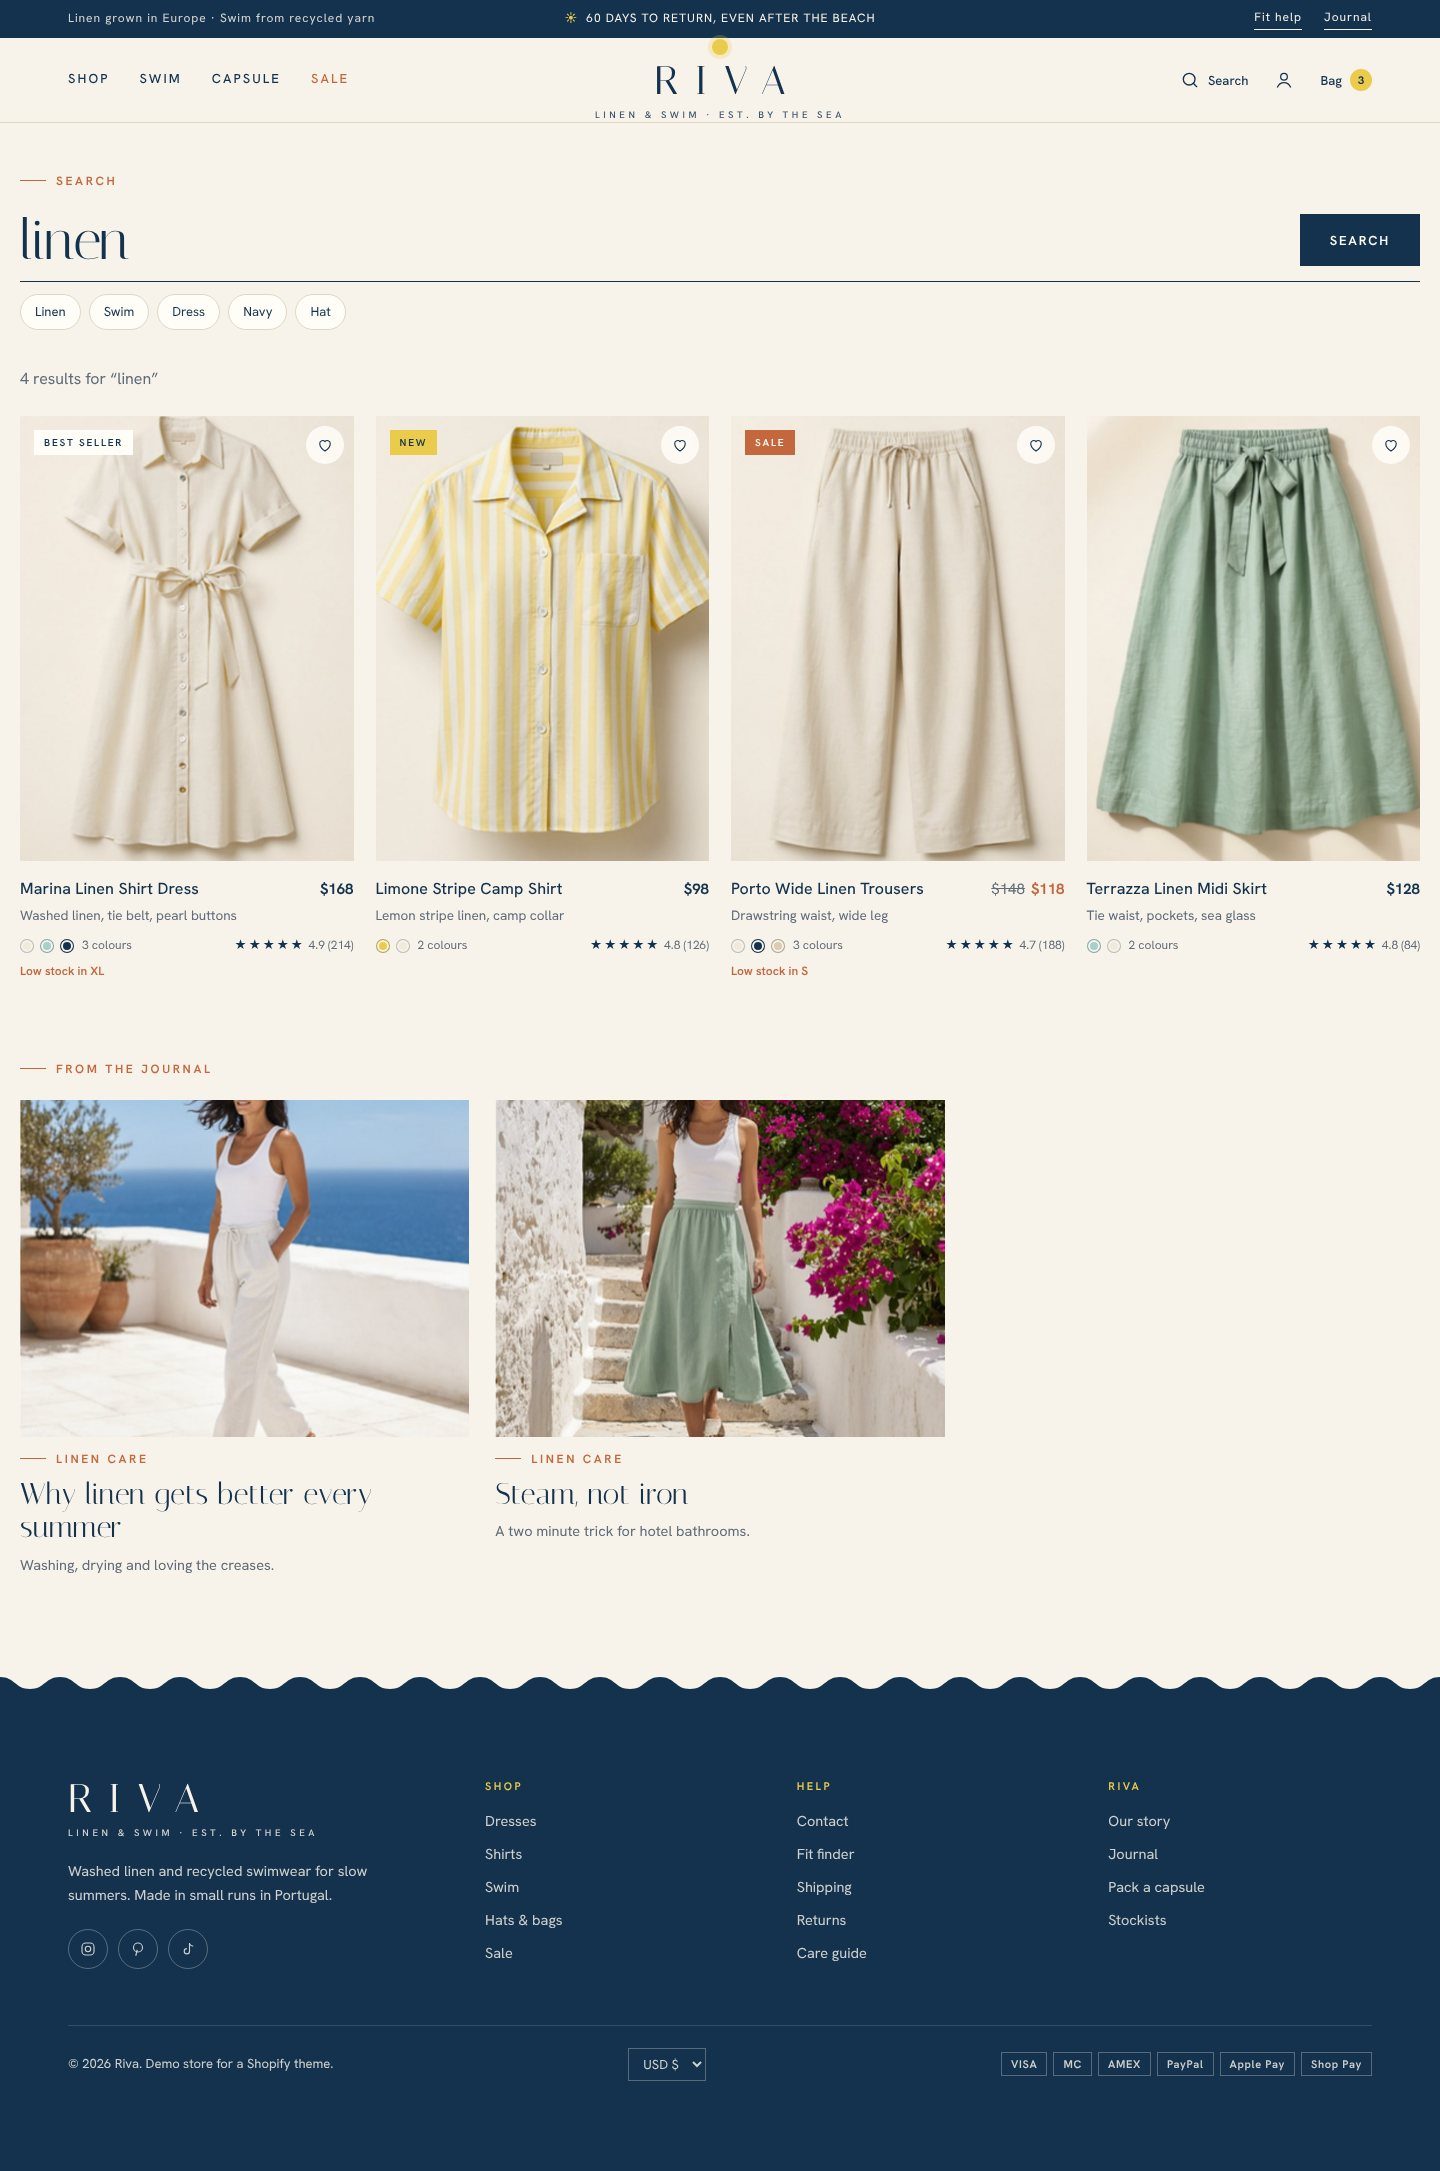 Linen grown in Europe · Swim from recycled yarn
☀ 60 DAYS TO RETURN, EVEN AFTER THE BEACH
Fit help
Journal
SHOP
SWIM
CAPSULE
SALE
RIVA
LINEN & SWIM · EST. BY THE SEA
Search
Bag
3
SEARCH
linen
SEARCH
Linen
Swim
Dress
Navy
Hat
4 results for “linen”
BEST SELLER
Marina Linen Shirt Dress
$168
Washed linen, tie belt, pearl buttons
3 colours
★★★★★ 4.9 (214)
Low stock in XL
NEW
Limone Stripe Camp Shirt
$98
Lemon stripe linen, camp collar
2 colours
★★★★★ 4.8 (126)
SALE
Porto Wide Linen Trousers
$148 $118
Drawstring waist, wide leg
3 colours
★★★★★ 4.7 (188)
Low stock in S
Terrazza Linen Midi Skirt
$128
Tie waist, pockets, sea glass
2 colours
★★★★★ 4.8 (84)
FROM THE JOURNAL
LINEN CARE
Why linen gets better every
summer
Washing, drying and loving the creases.
LINEN CARE
Steam, not iron
A two minute trick for hotel bathrooms.
RIVA
LINEN & SWIM · EST. BY THE SEA
Washed linen and recycled swimwear for slow
summers. Made in small runs in Portugal.
SHOP
Dresses
Shirts
Swim
Hats & bags
Sale
HELP
Contact
Fit finder
Shipping
Returns
Care guide
RIVA
Our story
Journal
Pack a capsule
Stockists
© 2026 Riva. Demo store for a Shopify theme.
USD $
VISA
MC
AMEX
PayPal
Apple Pay
Shop Pay